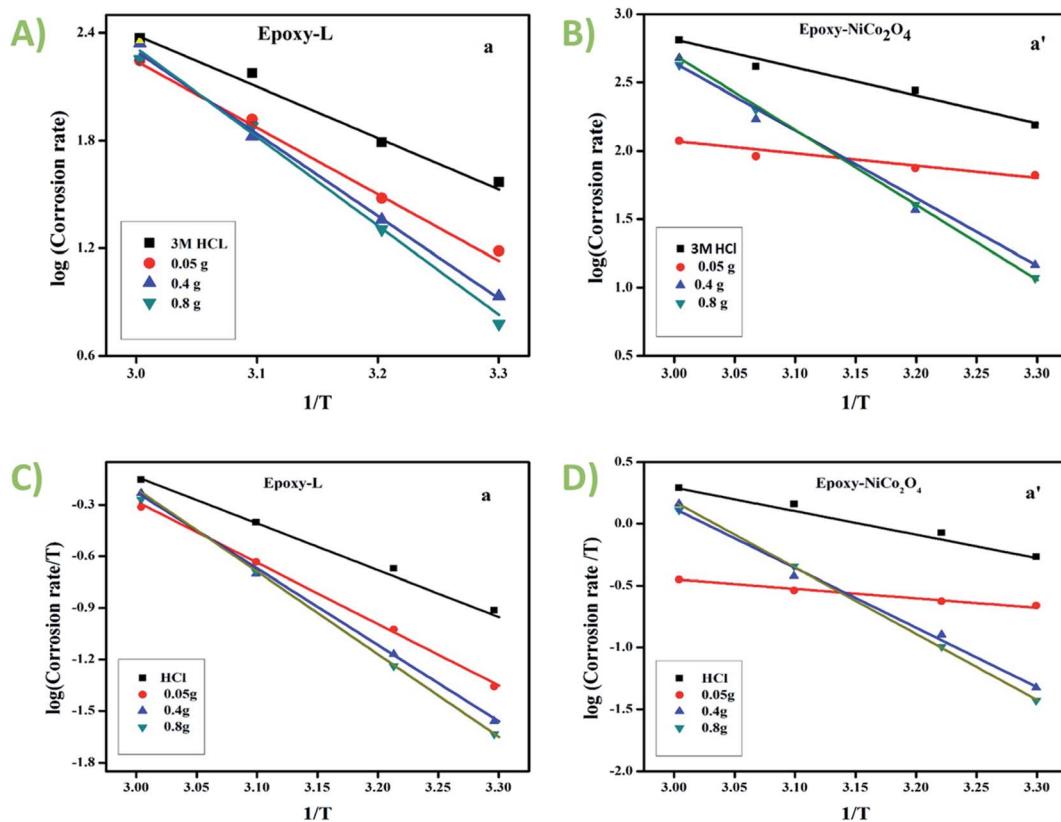 A)
Epoxy-L
a
log (Corrosion rate)
2.4
1.8
1.2
0.6
3M HCL
0.05 g
0.4 g
0.8 g
3.0
3.1
3.2
3.3
1/T
B)
Epoxy-NiCo₂O₄
a'
log(Corrosion rate)
3.0
2.5
2.0
1.5
1.0
0.5
3M HCl
0.05 g
0.4 g
0.8 g
3.00
3.05
3.10
3.15
3.20
3.25
3.30
1/T
C)
Epoxy-L
a
log(Corrosion rate/T)
-0.3
-0.6
-0.9
-1.2
-1.5
-1.8
HCl
0.05g
0.4g
0.8g
3.00
3.05
3.10
3.15
3.20
3.25
3.30
1/T
D)
Epoxy-NiCo₂O₄
a'
log (Corrosion rate /T)
0.5
0.0
-0.5
-1.0
-1.5
-2.0
HCl
0.05g
0.4g
0.8g
3.00
3.05
3.10
3.15
3.20
3.25
3.30
1/T